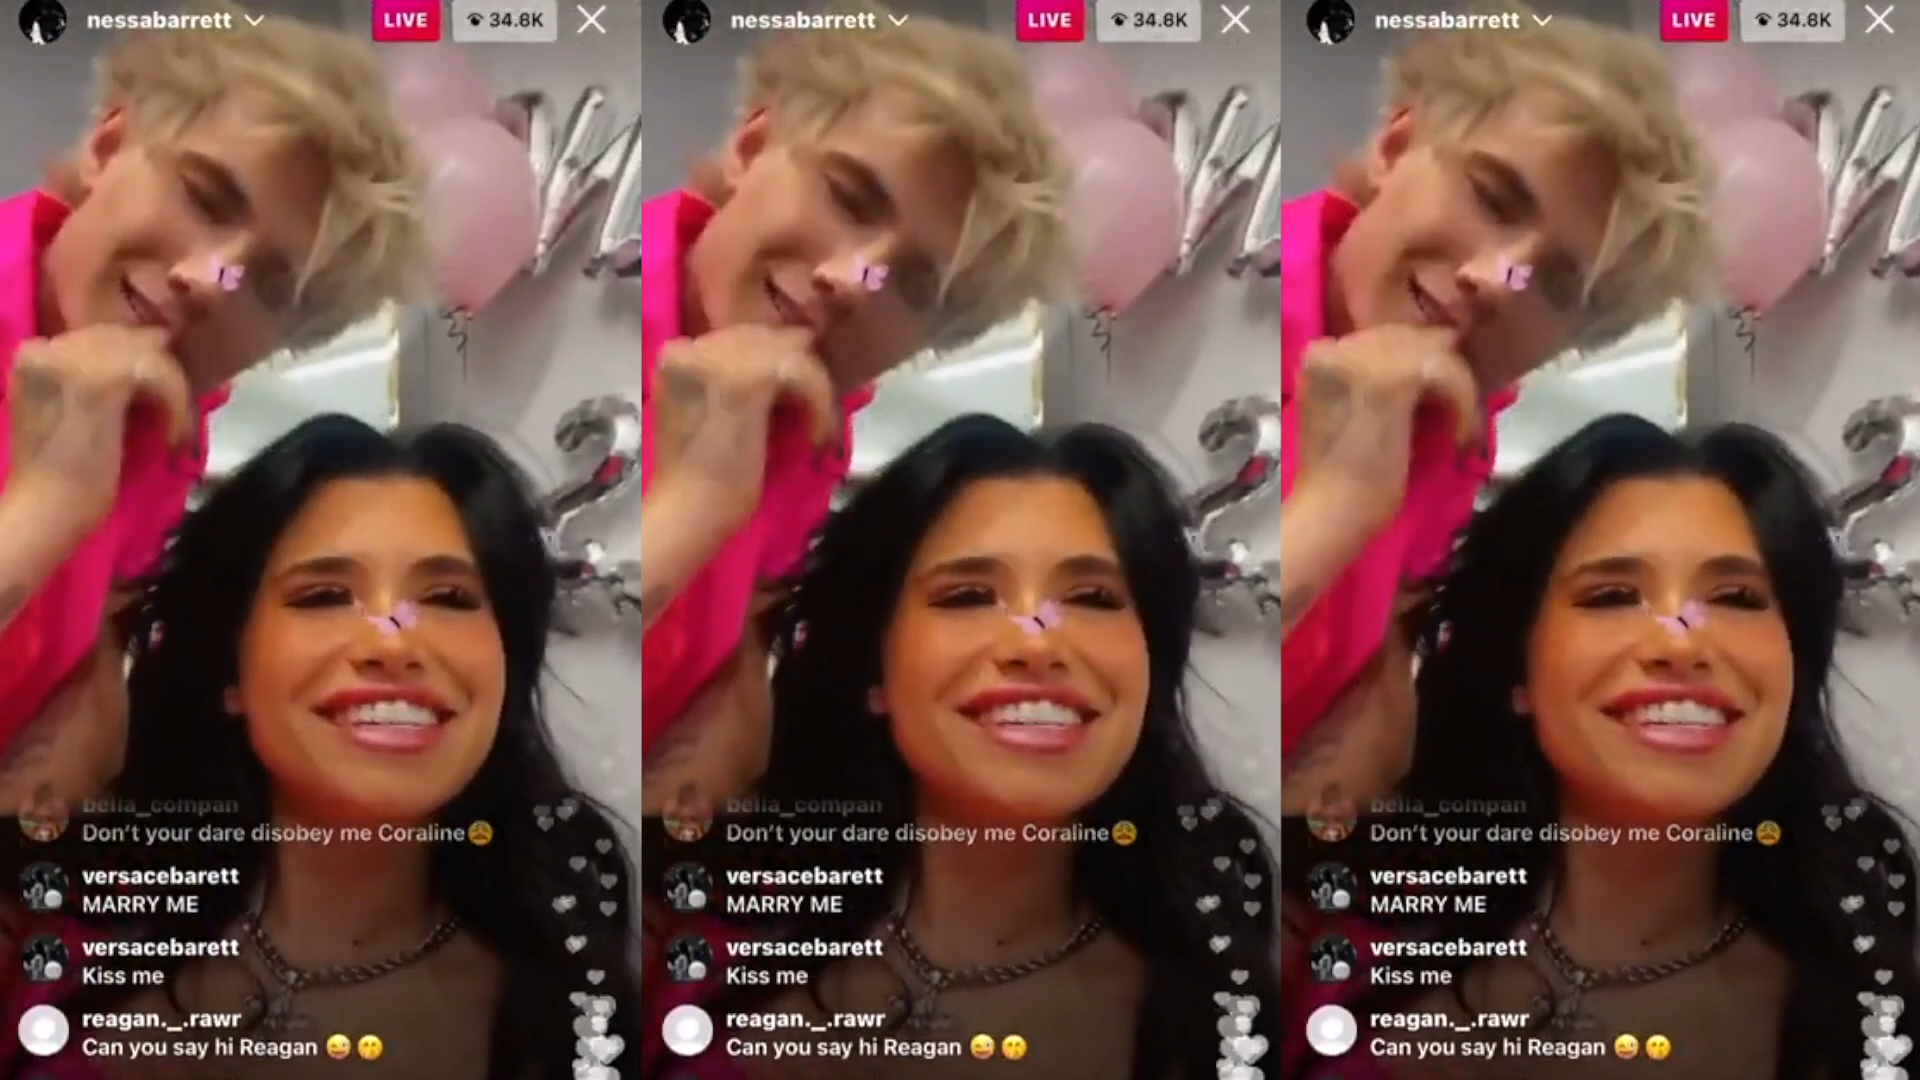 nessabarrett
LIVE
34.8K
bella_compan
Don't your dare disobey me Coraline😩
versacebarett
MARRY ME
versacebarett
Kiss me
reagan._.rawr
Can you say hi Reagan 😜 🤭
nessabarrett
LIVE
34.8K
bella_compan
Don't your dare disobey me Coraline😩
versacebarett
MARRY ME
versacebarett
Kiss me
reagan._.rawr
Can you say hi Reagan 😜 🤭
nessabarrett
LIVE
34.8K
bella_compan
Don't your dare disobey me Coraline😩
versacebarett
MARRY ME
versacebarett
Kiss me
reagan._.rawr
Can you say hi Reagan 😜 🤭